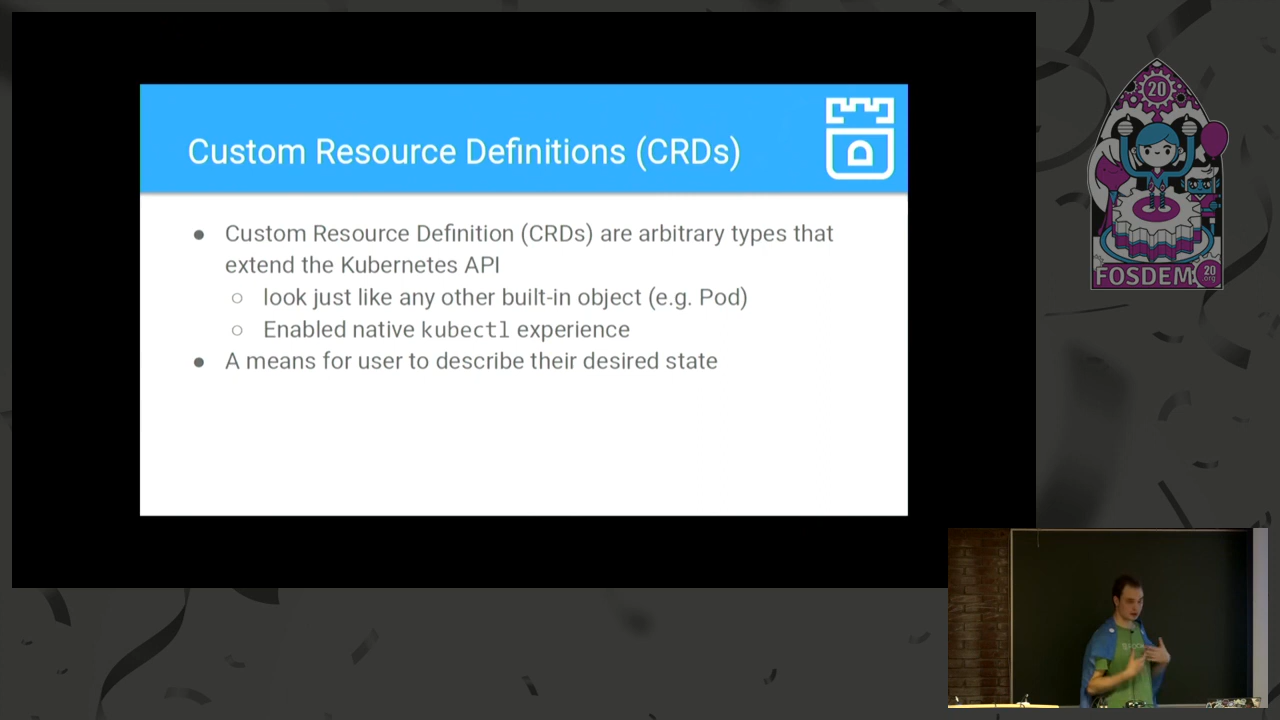 Custom Resource Definitions (CRDs)
● Custom Resource Definition (CRDs) are arbitrary types that
extend the Kubernetes API
○ look just like any other built-in object (e.g. Pod)
○ Enabled native kubectl experience
● A means for user to describe their desired state
20
FOSDEM
20
org